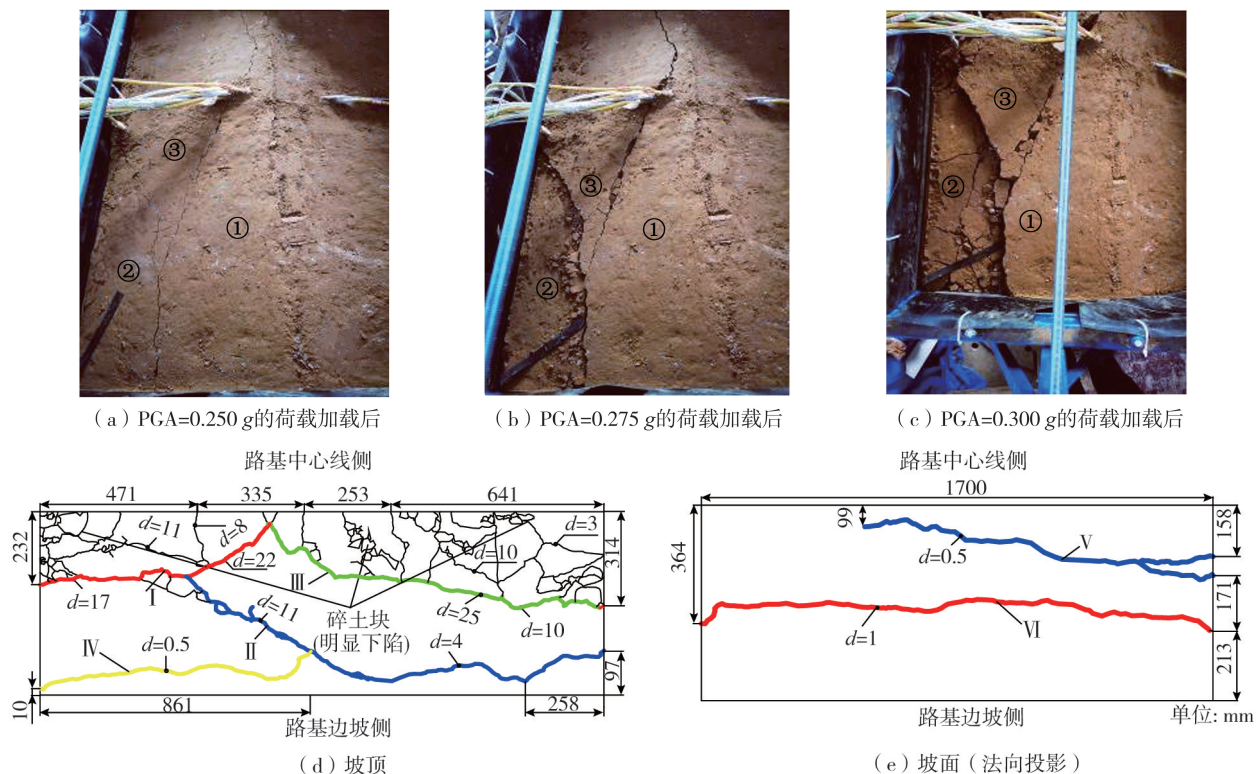 ③
②
①
③
②
①
③
②
①
（a）PGA=0.250 g的荷载加载后
（b）PGA=0.275 g的荷载加载后
（c）PGA=0.300 g的荷载加载后
路基中心线侧
471
335
253
641
232
314
d=11
d=8
d=22
d=3
d=10
d=17
Ⅰ
Ⅲ
d=11
Ⅱ
碎土块
(明显下陷)
d=25
d=10
Ⅳ
d=0.5
d=4
97
10
861
258
路基边坡侧
（d）坡顶
路基中心线侧
1700
99
158
364
d=0.5
Ⅴ
171
d=1
Ⅵ
213
路基边坡侧
单位: mm
（e）坡面（法向投影）